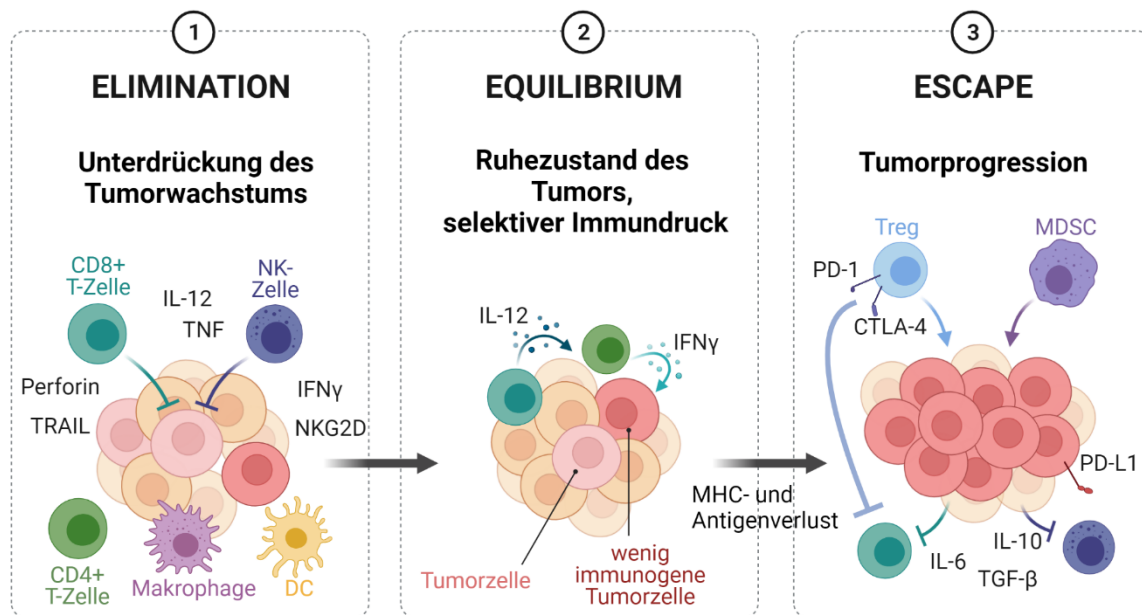 1
ELIMINATION
Unterdrückung des
Tumorwachstums
CD8+
T-Zelle
IL-12
TNF
NK-
Zelle
Perforin
TRAIL
IFNγ
NKG2D
CD4+
T-Zelle
Makrophage
DC
2
EQUILIBRIUM
Ruhezustand des
Tumors,
selektiver Immundruck
IL-12
IFNγ
Tumorzelle
wenig
immunogene
Tumorzelle
MHC- und
Antigenverlust
3
ESCAPE
Tumorprogression
Treg
MDSC
PD-1
CTLA-4
PD-L1
IL-6
IL-10
TGF-β